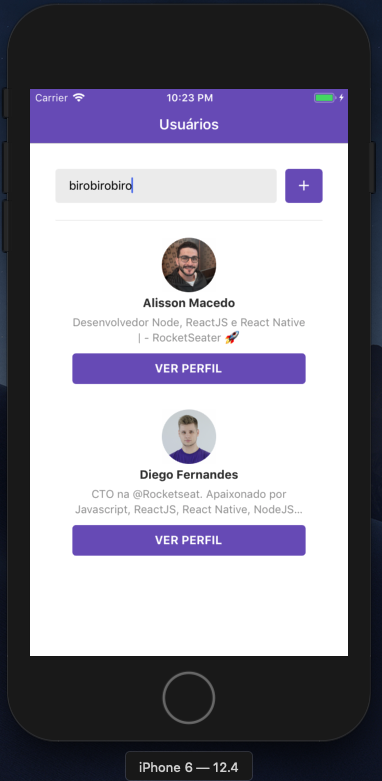 Carrier 10:23 PM
Usuários
birobirobiro +
Alisson Macedo
Desenvolvedor Node, ReactJS e React Native
| - RocketSeater 🚀
VER PERFIL
Diego Fernandes
CTO na @Rocketseat. Apaixonado por
Javascript, ReactJS, React Native, NodeJS...
VER PERFIL
iPhone 6 — 12.4